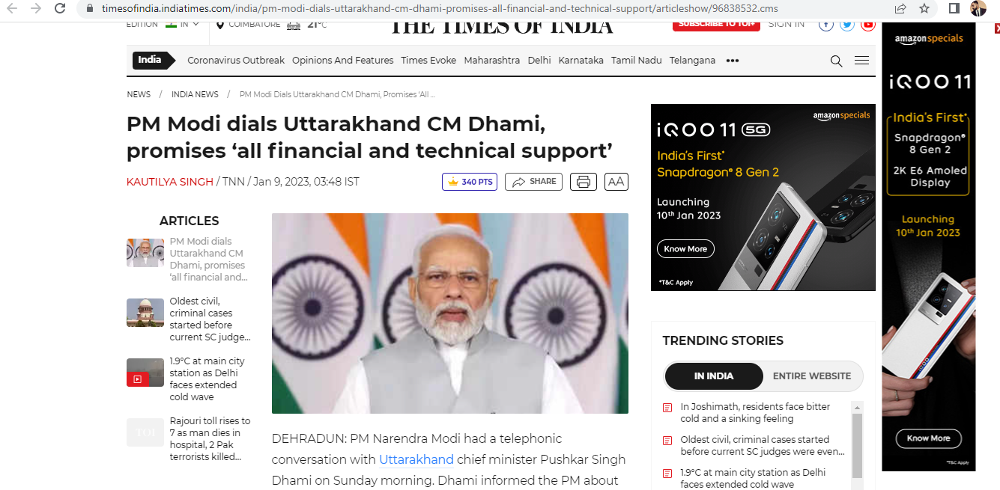 timesofindia.indiatimes.com/india/pm-modi-dials-uttarakhand-cm-dhami-promises-all-financial-and-technical-support/articleshow/96838532.cms
EDITION IN COIMBATORE 21°C
THE TIMES OF INDIA
SUBSCRIBE TO TOI+ SIGN IN
India Coronavirus Outbreak Opinions And Features Times Evoke Maharashtra Delhi Karnataka Tamil Nadu Telangana •••
NEWS / INDIA NEWS / PM Modi Dials Uttarakhand CM Dhami, Promises 'All ...
PM Modi dials Uttarakhand CM Dhami,
promises ‘all financial and technical support’
KAUTILYA SINGH / TNN / Jan 9, 2023, 03:48 IST
340 PTS SHARE AA
ARTICLES
PM Modi dials
Uttarakhand CM
Dhami, promises
‘all financial and...
Oldest civil,
criminal cases
started before
current SC judge...
1.9°C at main city
station as Delhi
faces extended
cold wave
TOI
Rajouri toll rises to
7 as man dies in
hospital, 2 Pak
terrorists killed...
DEHRADUN: PM Narendra Modi had a telephonic
conversation with Uttarakhand chief minister Pushkar Singh
Dhami on Sunday morning. Dhami informed the PM about
amazonspecials
iQOO 11 5G
India's First*
Snapdragon® 8 Gen 2
Launching
10th Jan 2023
Know More
*T&C Apply
TRENDING STORIES
IN INDIA ENTIRE WEBSITE
In Joshimath, residents face bitter
cold and a sinking feeling
Oldest civil, criminal cases started
before current SC judges were even...
1.9°C at main city station as Delhi
faces extended cold wave
amazonspecials
iQOO 11
India's First*
Snapdragon®
8 Gen 2
2K E6 Amoled
Display
Launching
10th Jan 2023
iQOO
Know More
*T&C Apply